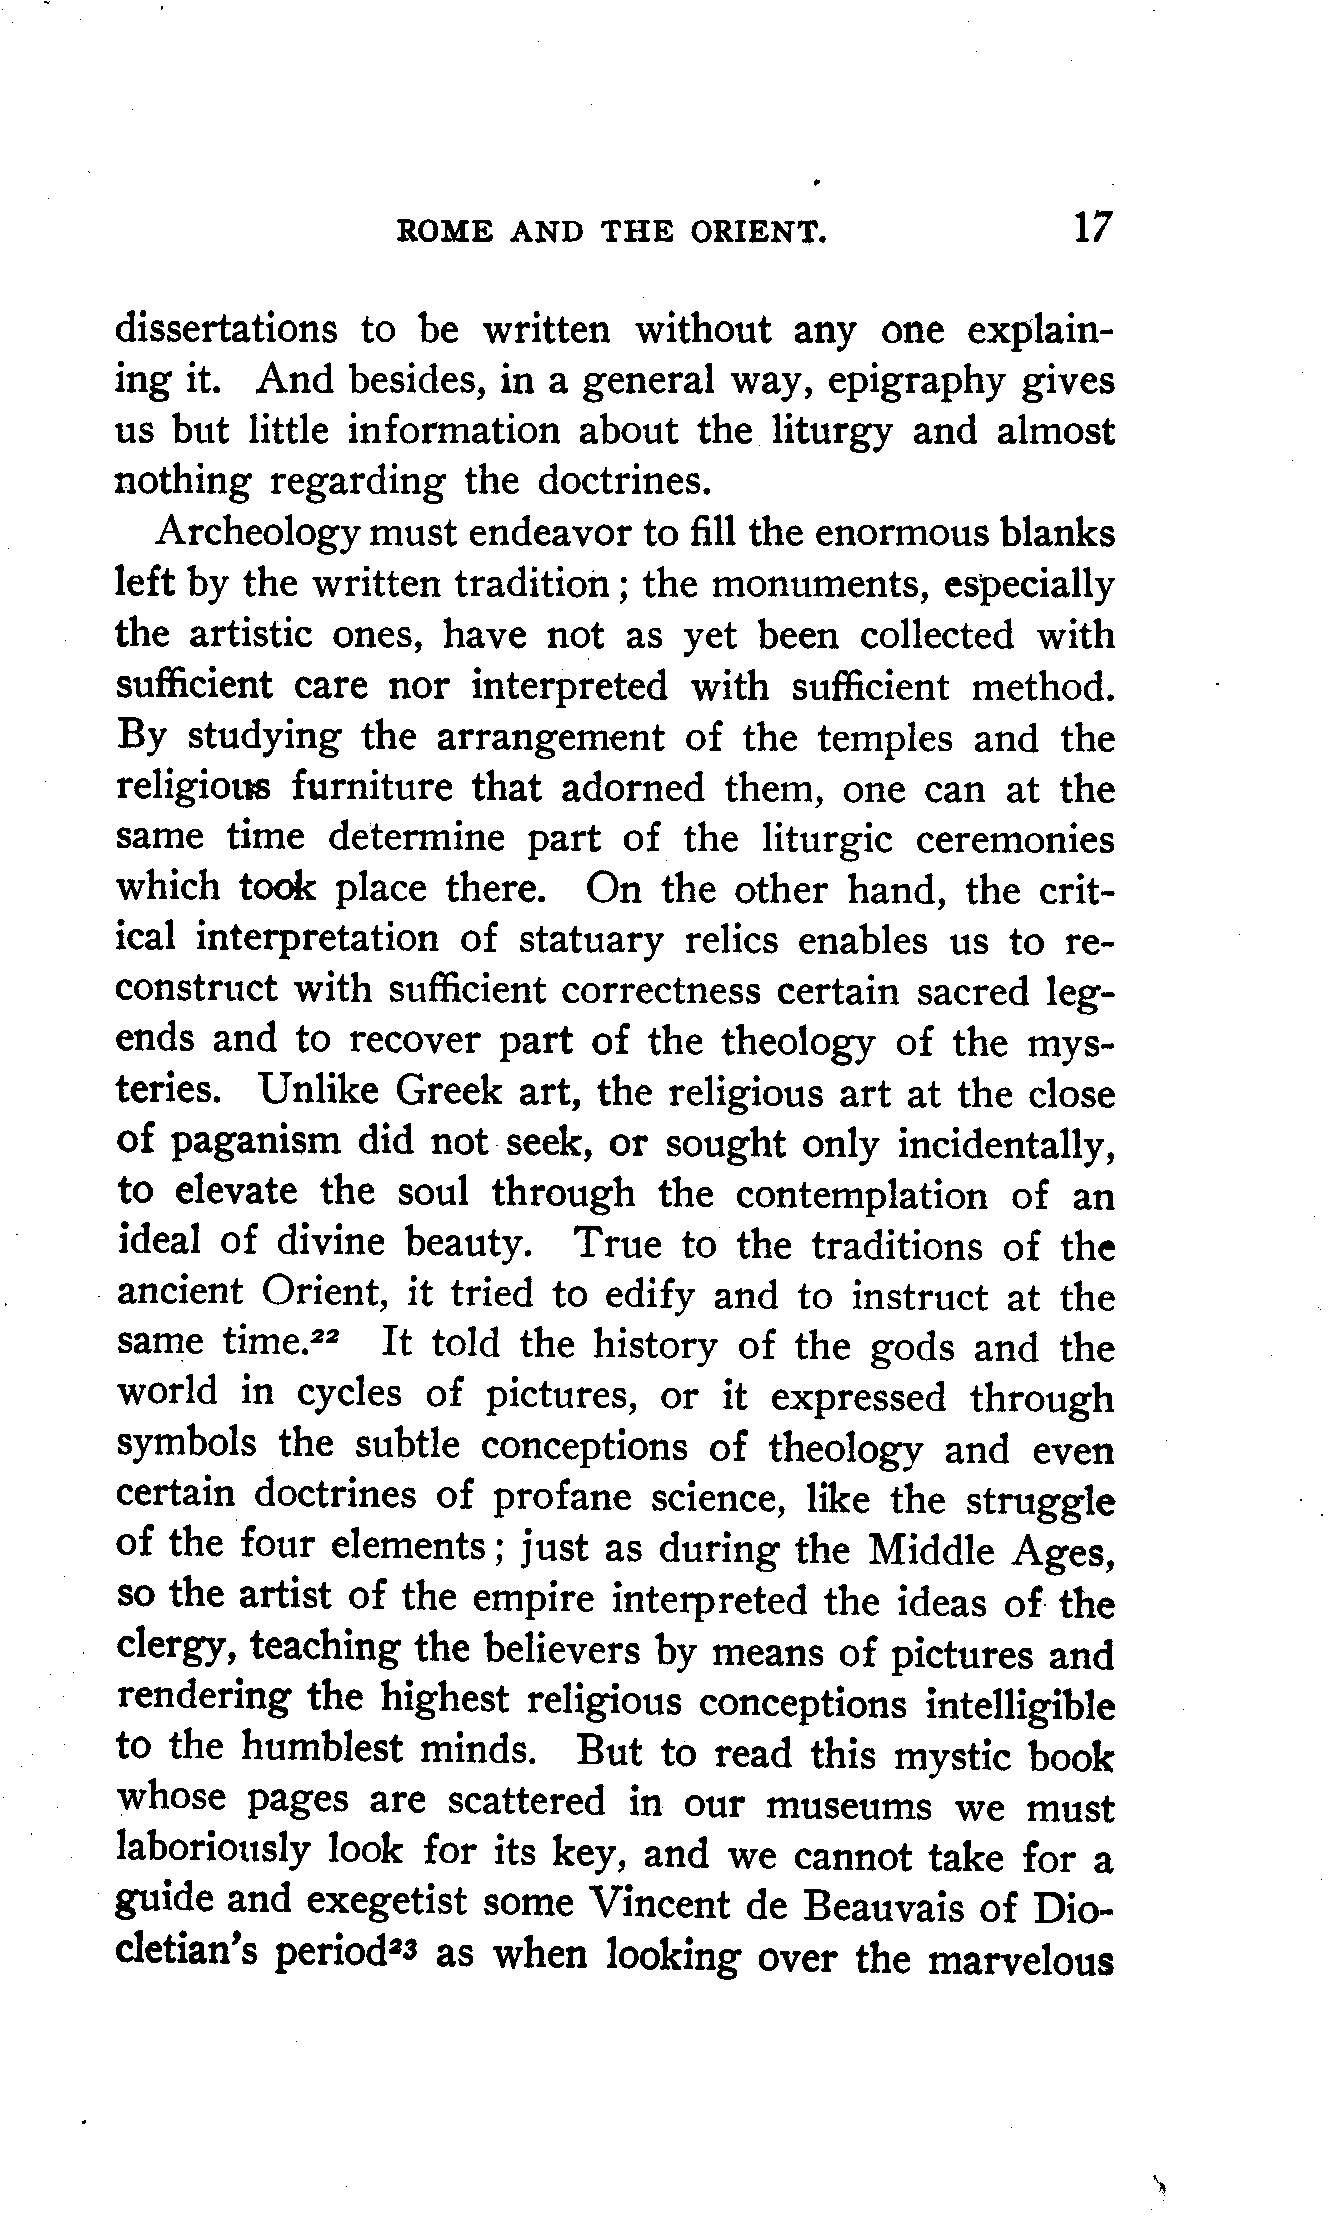 ROME AND THE ORIENT. 17
dissertations to be written without any one explain-
ing it. And besides, in a general way, epigraphy gives
us but little information about the liturgy and almost
nothing regarding the doctrines.
Archeology must endeavor to fill the enormous blanks
left by the written tradition; the monuments, especially
the artistic ones, have not as yet been collected with
sufficient care nor interpreted with sufficient method.
By studying the arrangement of the temples and the
religious furniture that adorned them, one can at the
same time determine part of the liturgic ceremonies
which took place there. On the other hand, the crit-
ical interpretation of statuary relics enables us to re-
construct with sufficient correctness certain sacred leg-
ends and to recover part of the theology of the mys-
teries. Unlike Greek art, the religious art at the close
of paganism did not seek, or sought only incidentally,
to elevate the soul through the contemplation of an
ideal of divine beauty. True to the traditions of the
ancient Orient, it tried to edify and to instruct at the
same time.²² It told the history of the gods and the
world in cycles of pictures, or it expressed through
symbols the subtle conceptions of theology and even
certain doctrines of profane science, like the struggle
of the four elements; just as during the Middle Ages,
so the artist of the empire interpreted the ideas of the
clergy, teaching the believers by means of pictures and
rendering the highest religious conceptions intelligible
to the humblest minds. But to read this mystic book
whose pages are scattered in our museums we must
laboriously look for its key, and we cannot take for a
guide and exegetist some Vincent de Beauvais of Dio-
cletian's period²³ as when looking over the marvelous